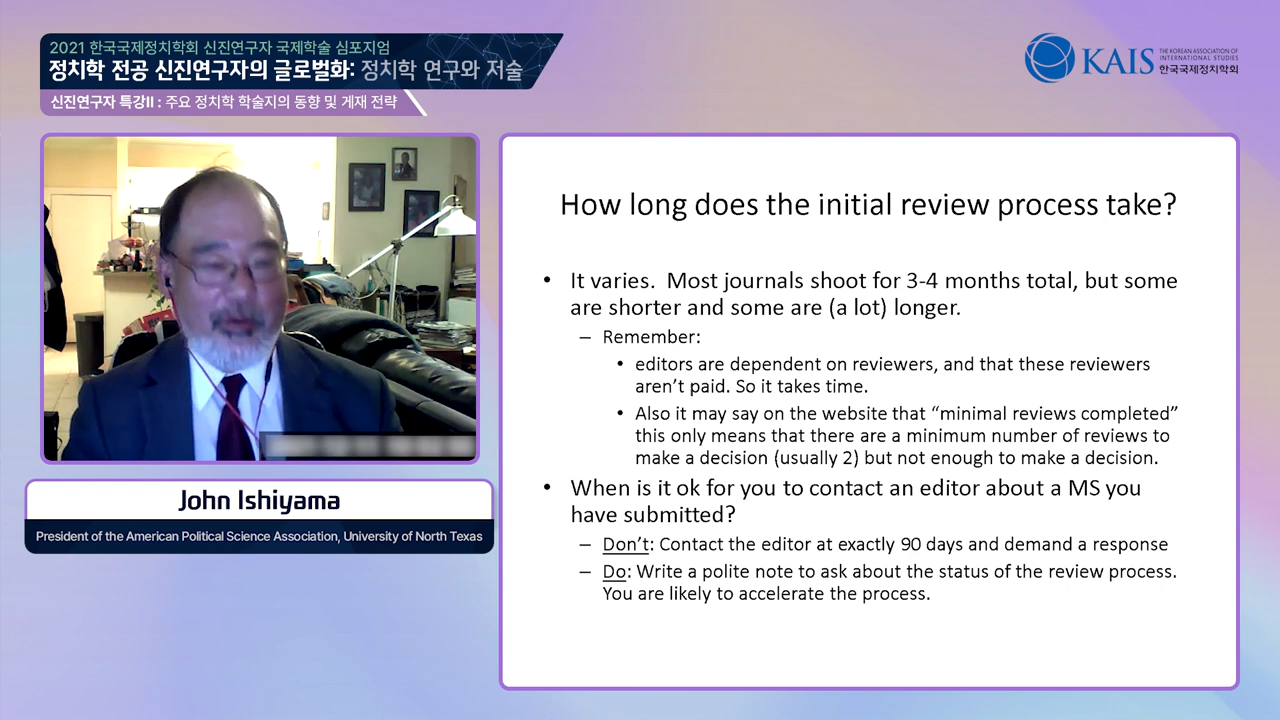 2021 한국국제정치학회 신진연구자 국제학술 심포지엄
정치학 전공 신진연구자의 글로벌화: 정치학 연구와 저술
신진연구자 특강II : 주요 정치학 학술지의 동향 및 게재 전략
KAIS
THE KOREAN ASSOCIATION OF
INTERNATIONAL STUDIES
한국국제정치학회
John Ishiyama
President of the American Political Science Association, University of North Texas
How long does the initial review process take?
• It varies. Most journals shoot for 3-4 months total, but some
are shorter and some are (a lot) longer.
– Remember:
• editors are dependent on reviewers, and that these reviewers
aren't paid. So it takes time.
• Also it may say on the website that “minimal reviews completed”
this only means that there are a minimum number of reviews to
make a decision (usually 2) but not enough to make a decision.
• When is it ok for you to contact an editor about a MS you
have submitted?
– Don't: Contact the editor at exactly 90 days and demand a response
– Do: Write a polite note to ask about the status of the review process.
You are likely to accelerate the process.